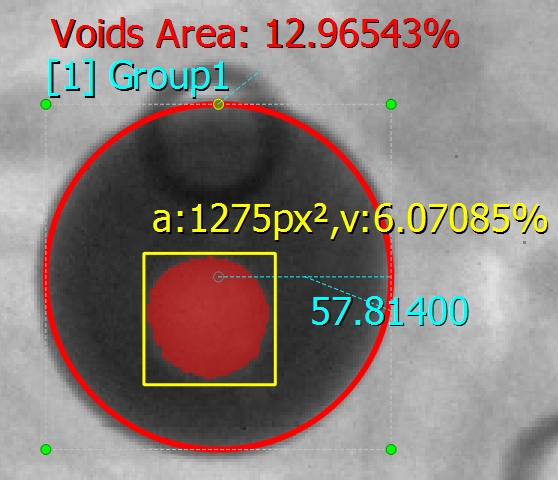 Voids Area: 12.96543%
[1] Group1
a:1275px²,v:6.07085%
57.81400